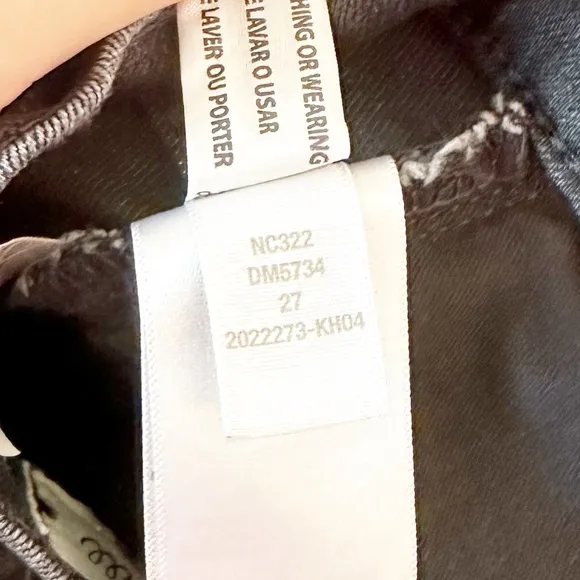 HING OR WEARING
E LAVAR O USAR
E LAVER OU PORTER
NC322
DM5734
27
2022273-KH04